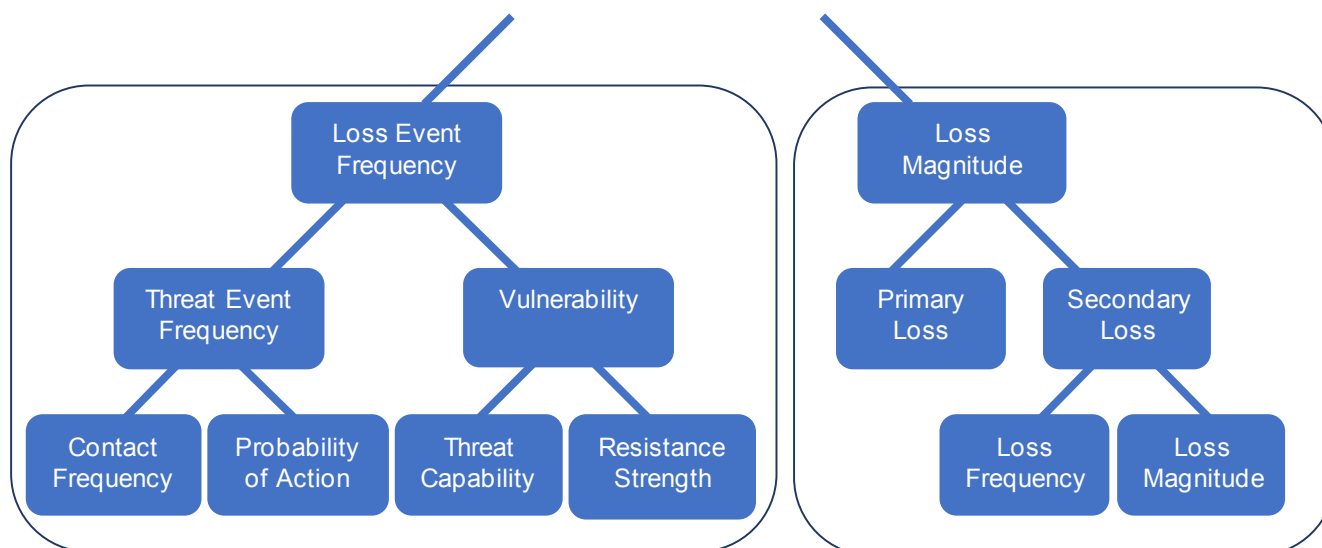 Loss Event
Frequency
Loss
Magnitude
Threat Event
Frequency
Vulnerability
Primary
Loss
Secondary
Loss
Contact
Frequency
Probability
of Action
Threat
Capability
Resistance
Strength
Loss
Frequency
Loss
Magnitude